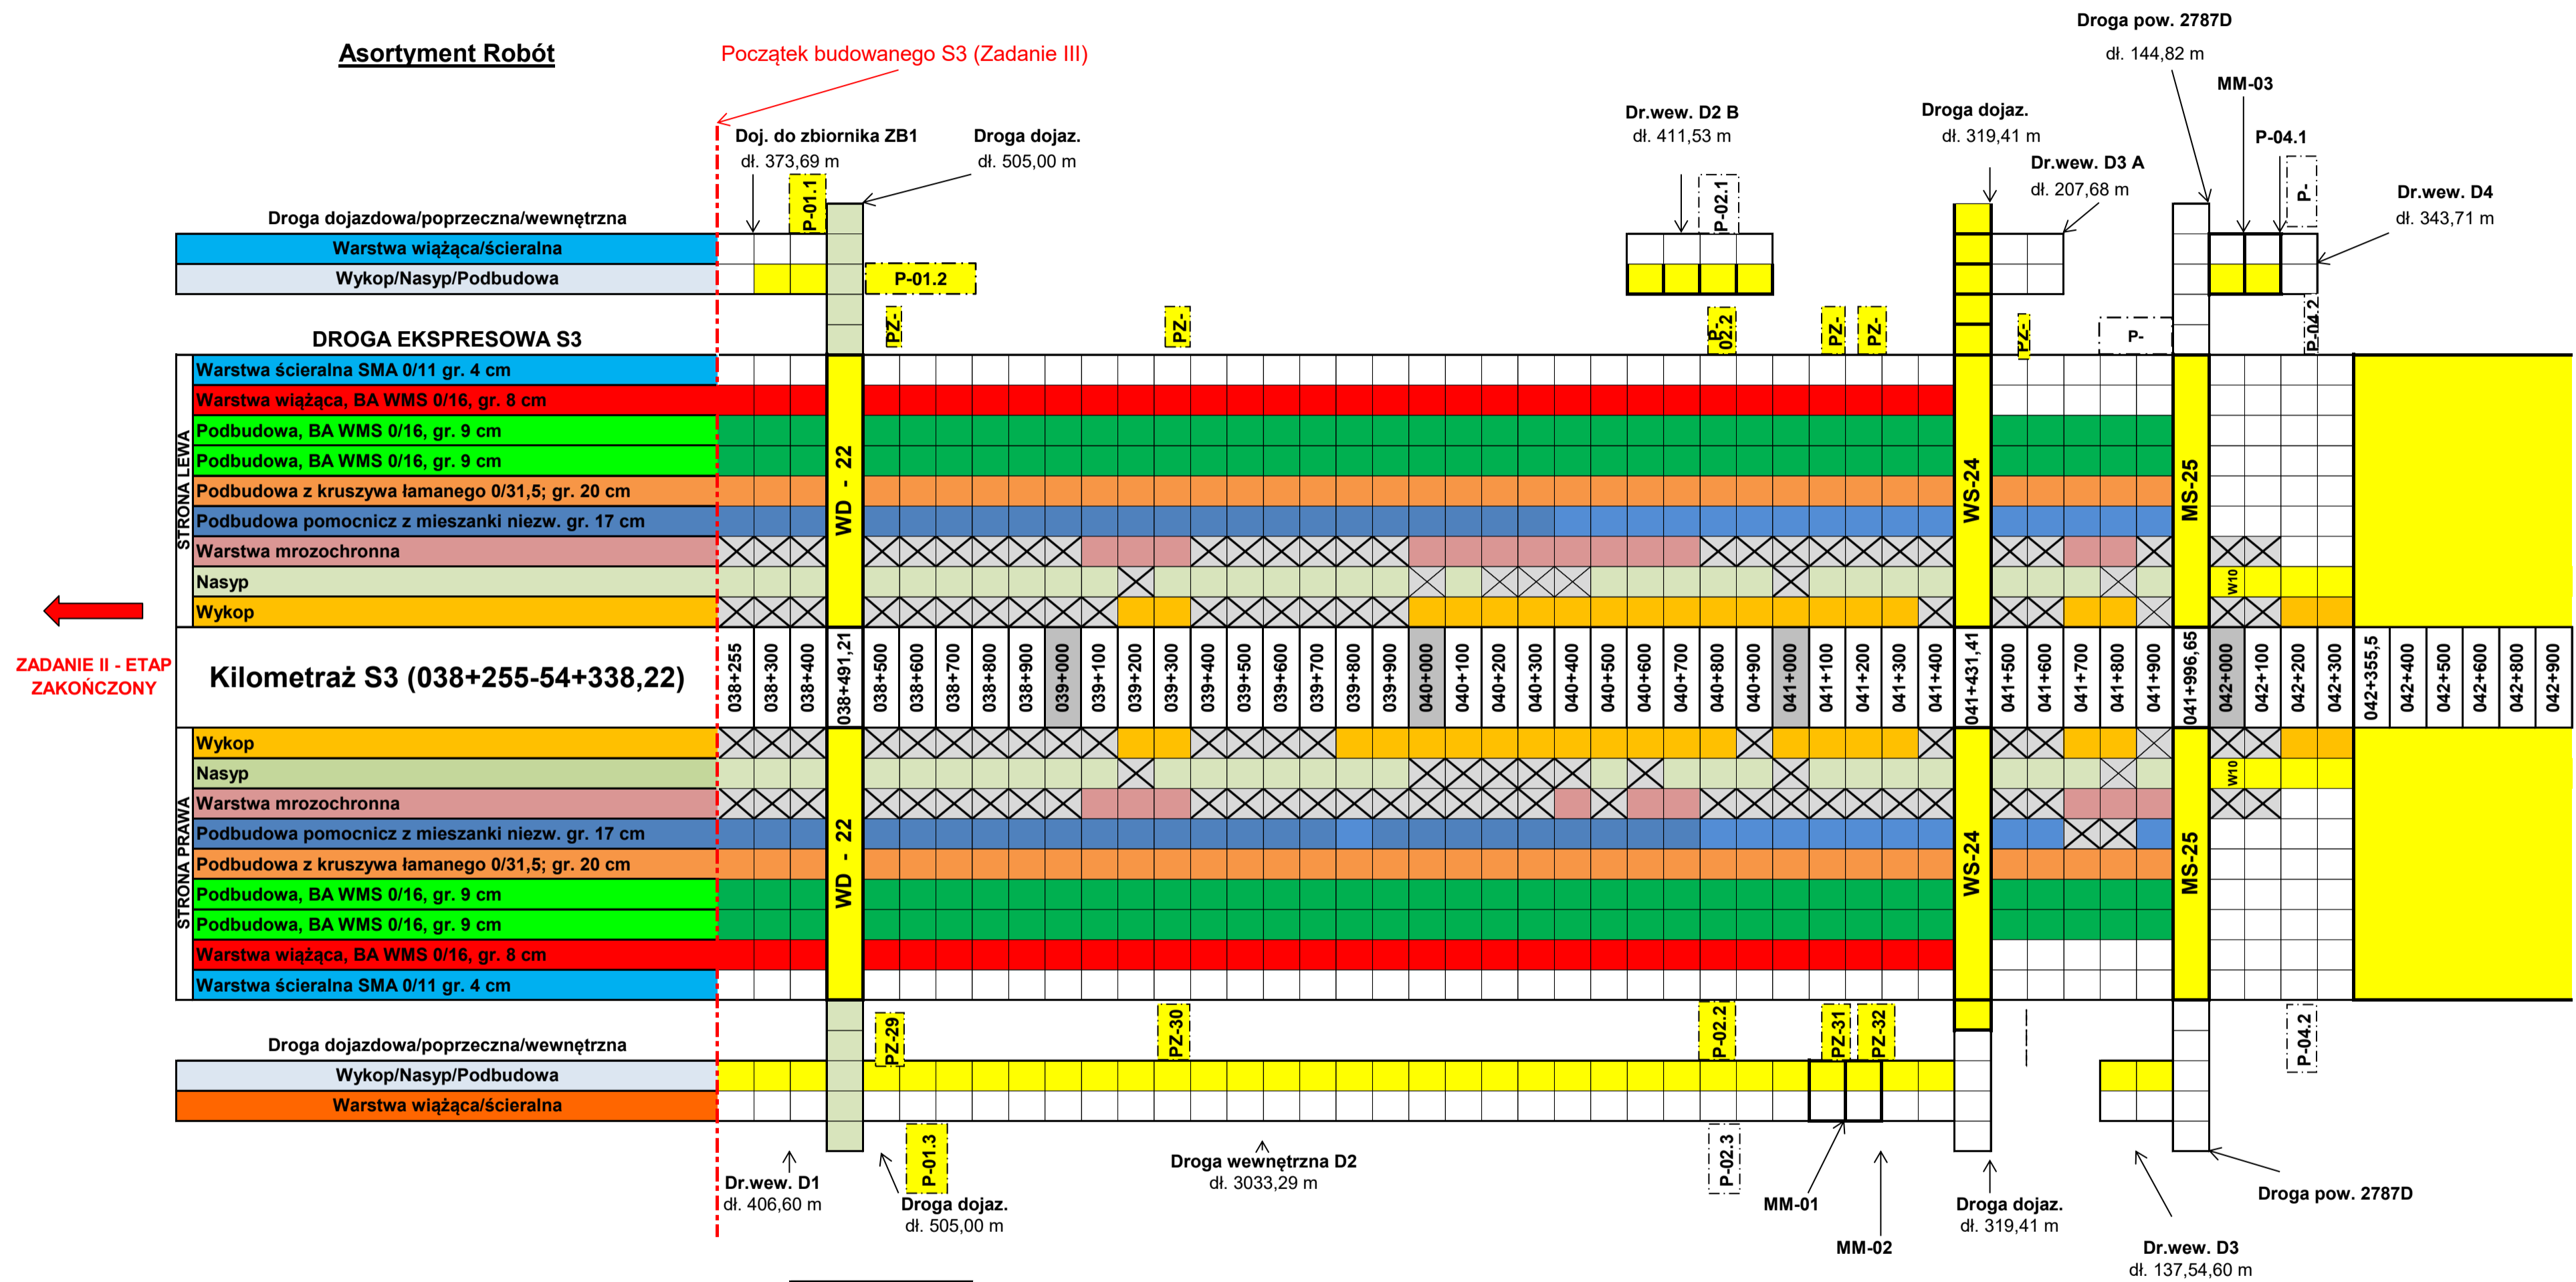 Asortyment Robót
Początek budowanego S3 (Zadanie III)
Droga pow. 2787D
dł. 144,82 m
MM-03
P-04.1
P-
Dr.wew. D4
dł. 343,71 m
Doj. do zbiornika ZB1
dł. 373,69 m
P-01.1
Droga dojaz.
dł. 505,00 m
Dr.wew. D2 B
dł. 411,53 m
P-02.1
Droga dojaz.
dł. 319,41 m
Dr.wew. D3 A
dł. 207,68 m
Droga dojazdowa/poprzeczna/wewnętrzna
Warstwa wiążąca/ścieralna
Wykop/Nasyp/Podbudowa
P-01.2
PZ-
PZ-
P-
02.2
PZ-
PZ-
PZ-
P-
P-04.2
DROGA EKSPRESOWA S3
STRONA LEWA
Warstwa ścieralna SMA 0/11 gr. 4 cm
Warstwa wiążąca, BA WMS 0/16, gr. 8 cm
Podbudowa, BA WMS 0/16, gr. 9 cm
Podbudowa, BA WMS 0/16, gr. 9 cm
Podbudowa z kruszywa łamanego 0/31,5; gr. 20 cm
Podbudowa pomocnicz z mieszanki niezw. gr. 17 cm
Warstwa mrozochronna
Nasyp
Wykop
WD - 22
WS-24
MS-25
W10
ZADANIE II - ETAP
ZAKOŃCZONY
Kilometraż S3 (038+255-54+338,22)
038+255
038+300
038+400
038+491,21
038+500
038+600
038+700
038+800
038+900
039+000
039+100
039+200
039+300
039+400
039+500
039+600
039+700
039+800
039+900
040+000
040+100
040+200
040+300
040+400
040+500
040+600
040+700
040+800
040+900
041+000
041+100
041+200
041+300
041+400
041+431,41
041+500
041+600
041+700
041+800
041+900
041+996,65
042+000
042+100
042+200
042+300
042+355,5
042+400
042+500
042+600
042+800
042+900
STRONA PRAWA
Wykop
Nasyp
Warstwa mrozochronna
Podbudowa pomocnicz z mieszanki niezw. gr. 17 cm
Podbudowa z kruszywa łamanego 0/31,5; gr. 20 cm
Podbudowa, BA WMS 0/16, gr. 9 cm
Podbudowa, BA WMS 0/16, gr. 9 cm
Warstwa wiążąca, BA WMS 0/16, gr. 8 cm
Warstwa ścieralna SMA 0/11 gr. 4 cm
WD - 22
WS-24
MS-25
W10
Droga dojazdowa/poprzeczna/wewnętrzna
Wykop/Nasyp/Podbudowa
Warstwa wiążąca/ścieralna
PZ-29
PZ-30
P-02.2
PZ-31
PZ-32
P-04.2
P-01.3
P-02.3
Dr.wew. D1
dł. 406,60 m
Droga dojaz.
dł. 505,00 m
Droga wewnętrzna D2
dł. 3033,29 m
MM-01
MM-02
Droga dojaz.
dł. 319,41 m
Droga pow. 2787D
Dr.wew. D3
dł. 137,54,60 m